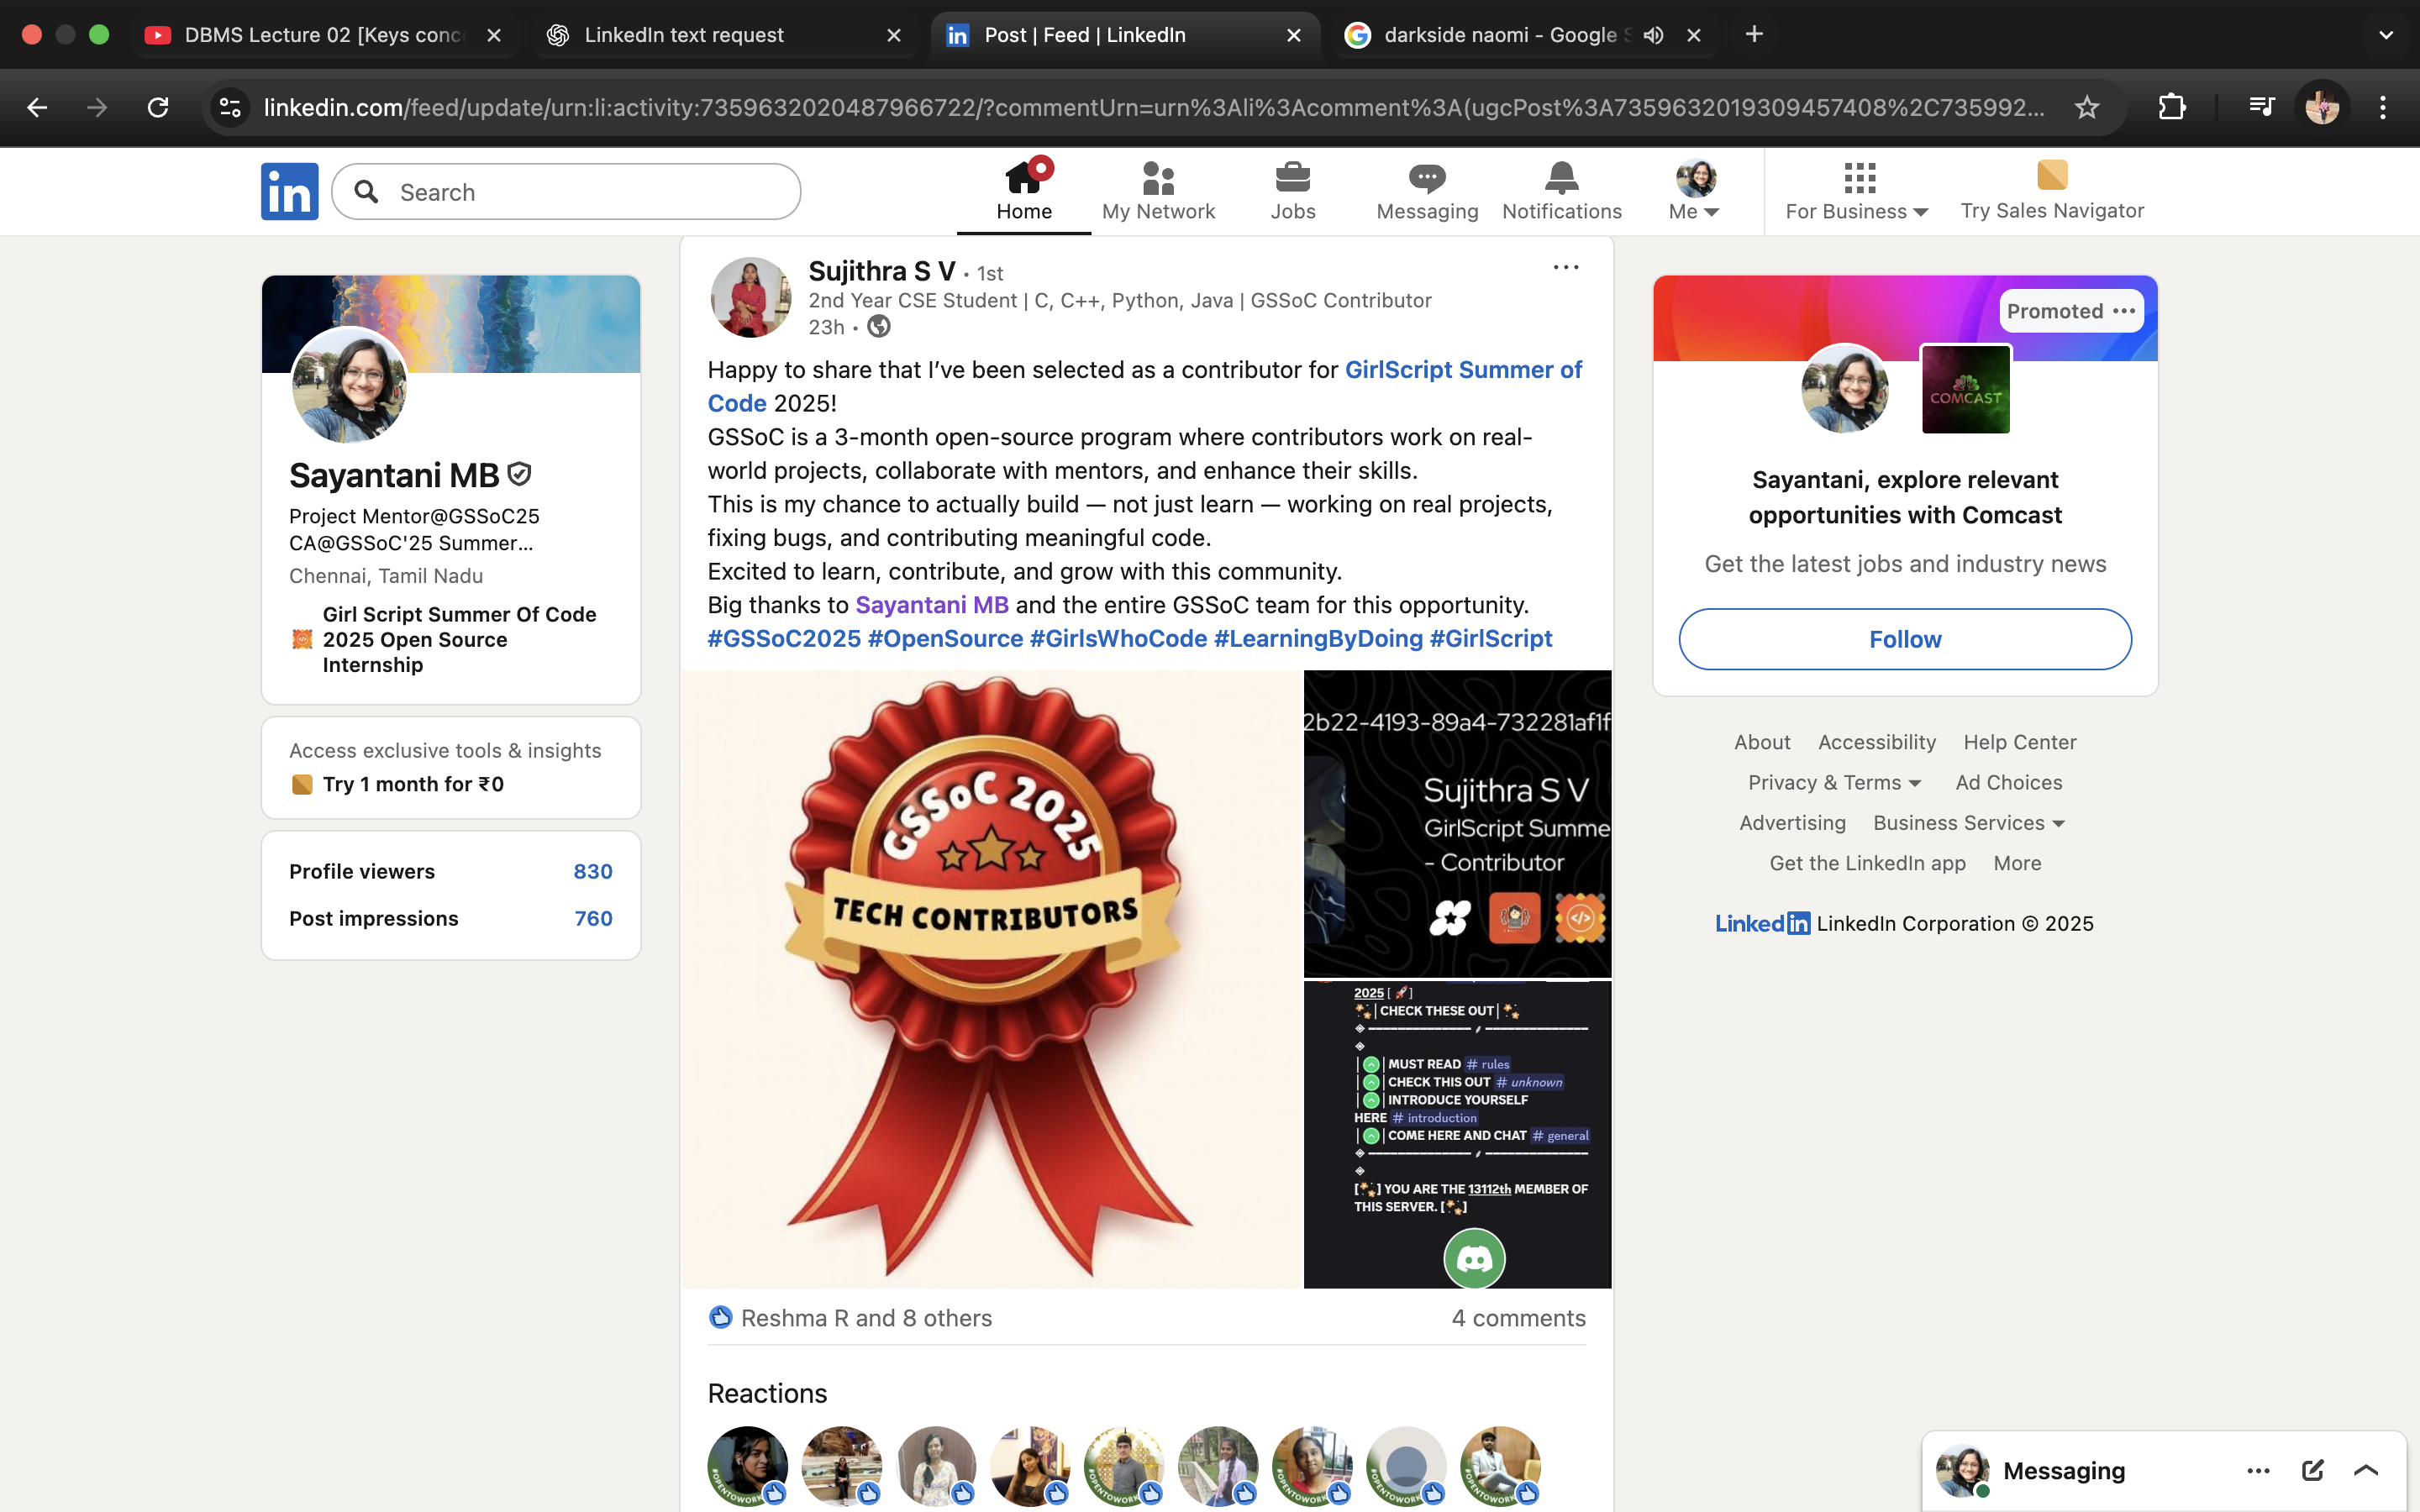 DBMS Lecture 02 [Keys conc
LinkedIn text request
Post | Feed | LinkedIn
darkside naomi - Google S
linkedin.com/feed/update/urn:li:activity:7359632020487966722/?commentUrn=urn%3Ali%3Acomment%3A(ugcPost%3A7359632019309457408%2C735992...
in
Search
Home
My Network
Jobs
Messaging
Notifications
Me
For Business
Try Sales Navigator
Sayantani MB
Project Mentor@GSSoC25
CA@GSSoC'25 Summer...
Chennai, Tamil Nadu
Girl Script Summer Of Code
2025 Open Source
Internship
Access exclusive tools & insights
Try 1 month for ₹0
Profile viewers 830
Post impressions 760
Sujithra S V • 1st
2nd Year CSE Student | C, C++, Python, Java | GSSoC Contributor
23h •
Happy to share that I’ve been selected as a contributor for GirlScript Summer of
Code 2025!
GSSoC is a 3-month open-source program where contributors work on real-
world projects, collaborate with mentors, and enhance their skills.
This is my chance to actually build — not just learn — working on real projects,
fixing bugs, and contributing meaningful code.
Excited to learn, contribute, and grow with this community.
Big thanks to Sayantani MB and the entire GSSoC team for this opportunity.
#GSSoC2025 #OpenSource #GirlsWhoCode #LearningByDoing #GirlScript
GSSoC 2025
TECH CONTRIBUTORS
2b22-4193-89a4-732281af1f
Sujithra S V
GirlScript Summe
- Contributor
2025 [🚀]
|CHECK THESE OUT|
| MUST READ # rules
| CHECK THIS OUT # unknown
| INTRODUCE YOURSELF
HERE # introduction
| COME HERE AND CHAT # general
[ ] YOU ARE THE 13112th MEMBER OF
THIS SERVER. [ ]
Reshma R and 8 others
4 comments
Reactions
#OPENTOWORK
#OPENTOWORK
#OPENTOWORK
#OPENTOWORK
#OPENTOWORK
Promoted
COMCAST
Sayantani, explore relevant
opportunities with Comcast
Get the latest jobs and industry news
Follow
About Accessibility Help Center
Privacy & Terms Ad Choices
Advertising Business Services
Get the LinkedIn app More
LinkedIn LinkedIn Corporation © 2025
Messaging